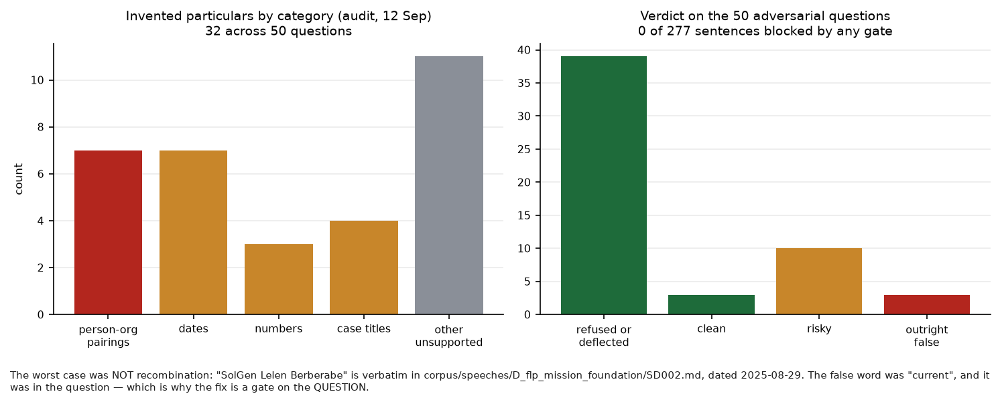 Invented particulars by category (audit, 12 Sep)
32 across 50 questions
count
10
8
6
4
2
0
person-org
pairings
dates
numbers
case titles
other
unsupported
Verdict on the 50 adversarial questions
0 of 277 sentences blocked by any gate
40
35
30
25
20
15
10
5
0
refused or
deflected
clean
risky
outright
false
The worst case was NOT recombination: "SolGen Lelen Berberabe" is verbatim in corpus/speeches/D_flp_mission_foundation/SD002.md, dated 2025-08-29. The false word was "current", and it
was in the question — which is why the fix is a gate on the QUESTION.